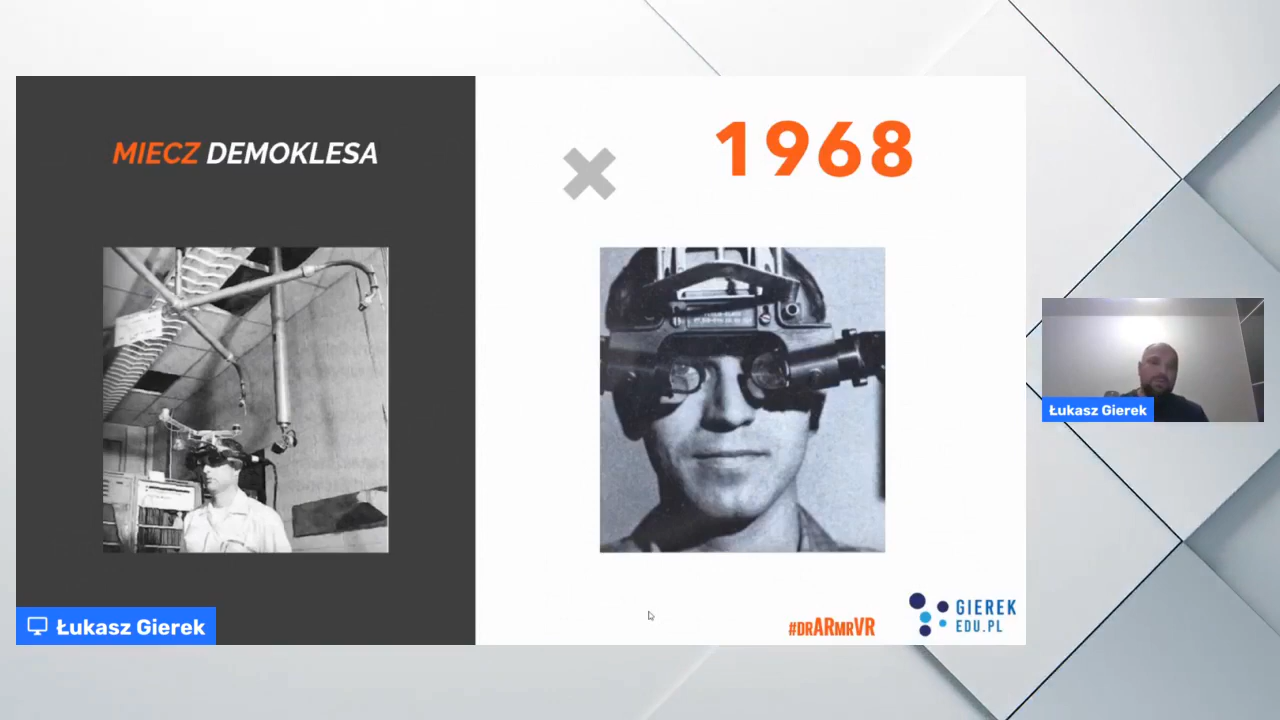 MIECZ DEMOKLESA
1968
Łukasz Gierek
Łukasz Gierek
#DRARMRVR
GIEREK
EDU.PL